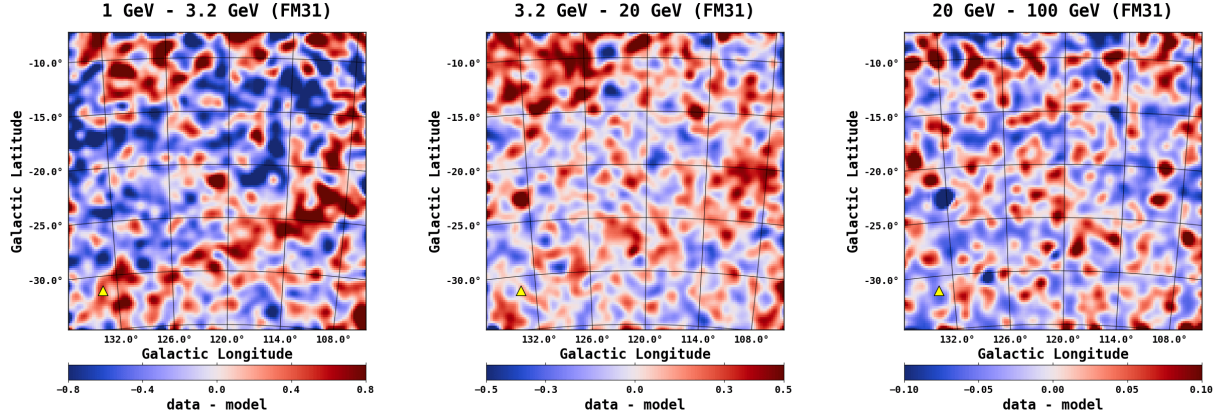 1 GeV - 3.2 GeV (FM31)
Galactic Latitude
-10.0°
-15.0°
-20.0°
-25.0°
-30.0°
132.0° 126.0° 120.0° 114.0° 108.0°
Galactic Longitude
−0.8 −0.4 0.0 0.4 0.8
data - model
3.2 GeV - 20 GeV (FM31)
Galactic Latitude
-10.0°
-15.0°
-20.0°
-25.0°
-30.0°
132.0° 126.0° 120.0° 114.0° 108.0°
Galactic Longitude
−0.5 −0.3 0.0 0.3 0.5
data - model
20 GeV - 100 GeV (FM31)
Galactic Latitude
-10.0°
-15.0°
-20.0°
-25.0°
-30.0°
132.0° 126.0° 120.0° 114.0° 108.0°
Galactic Longitude
−0.10 −0.05 0.00 0.05 0.10
data - model